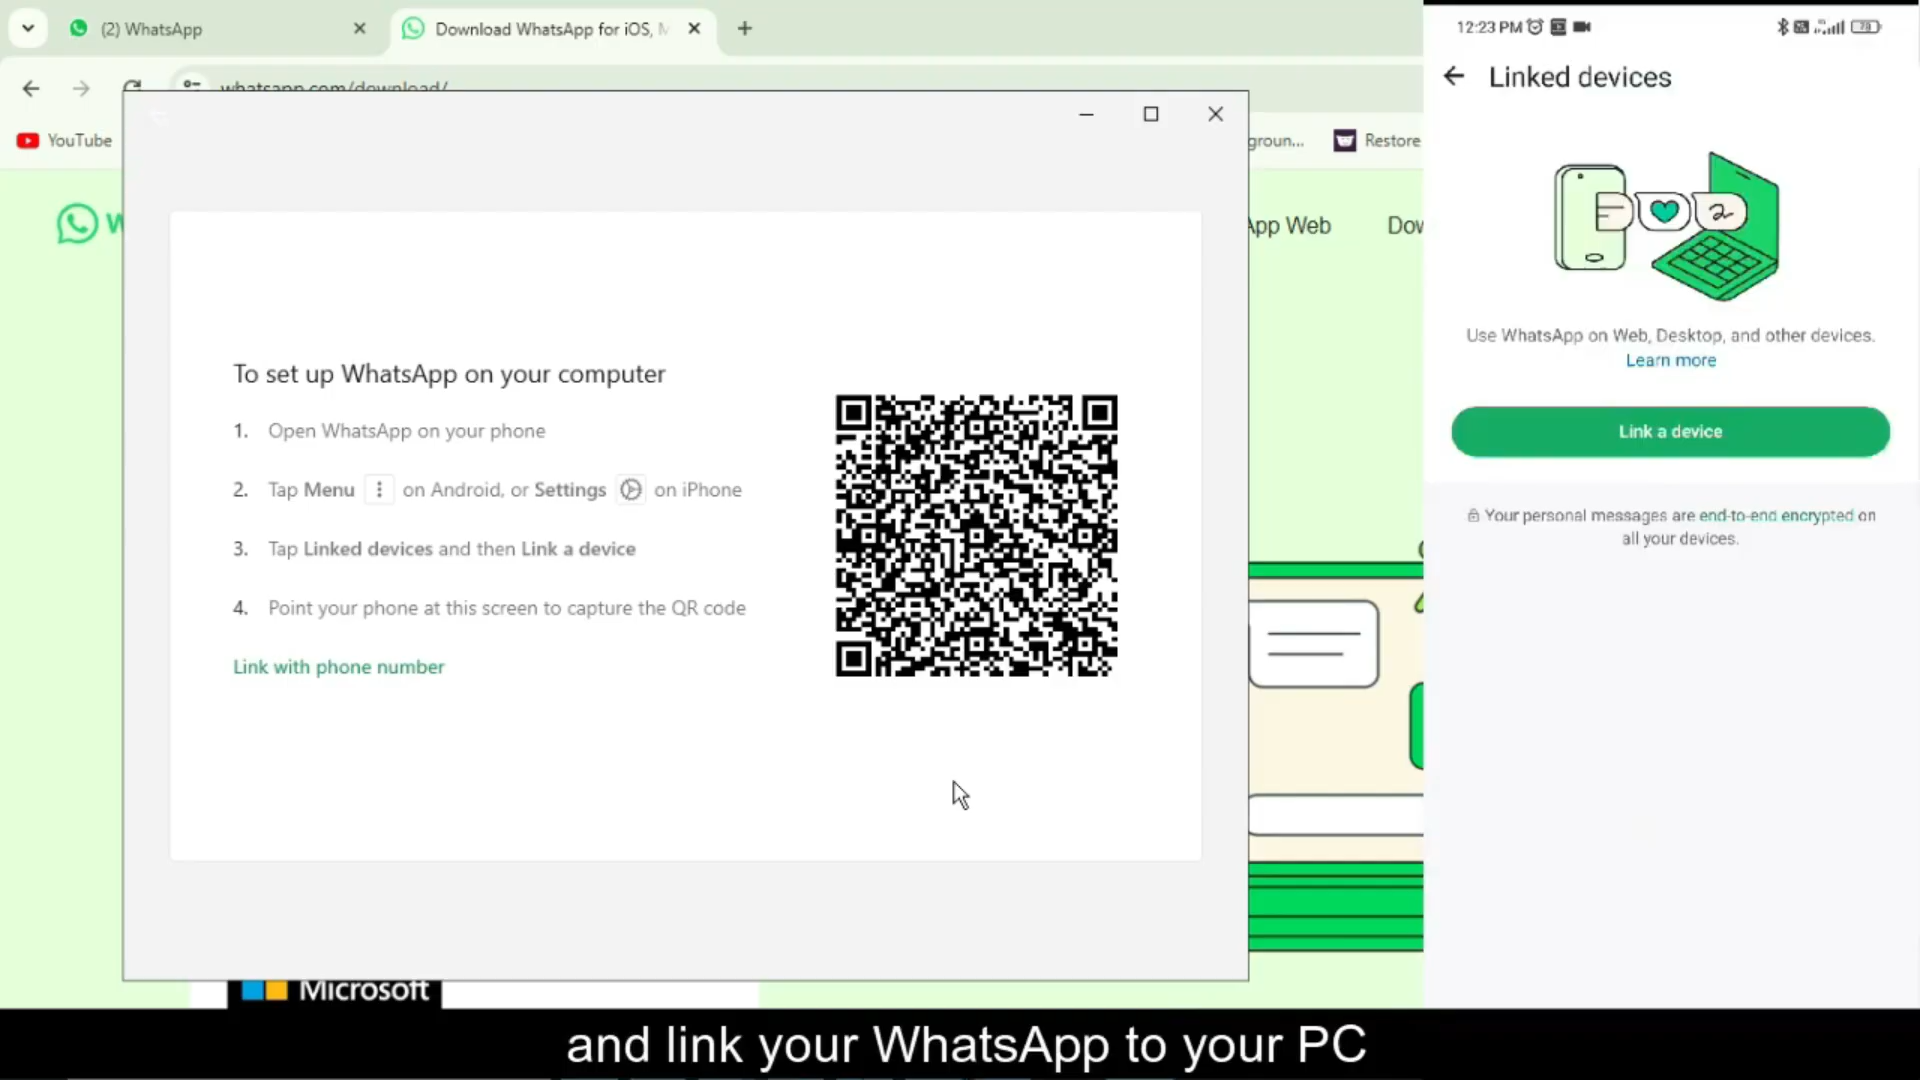 (2) WhatsApp
Download WhatsApp for iOS,
whatsapp.com/download/
YouTube
Restore
App Web
To set up WhatsApp on your computer
1. Open WhatsApp on your phone
2. Tap Menu on Android, or Settings on iPhone
3. Tap Linked devices and then Link a device
4. Point your phone at this screen to capture the QR code
Link with phone number
Microsoft
12:23 PM
Linked devices
Use WhatsApp on Web, Desktop, and other devices.
Learn more
Link a device
Your personal messages are end-to-end encrypted on
all your devices.
and link your WhatsApp to your PC